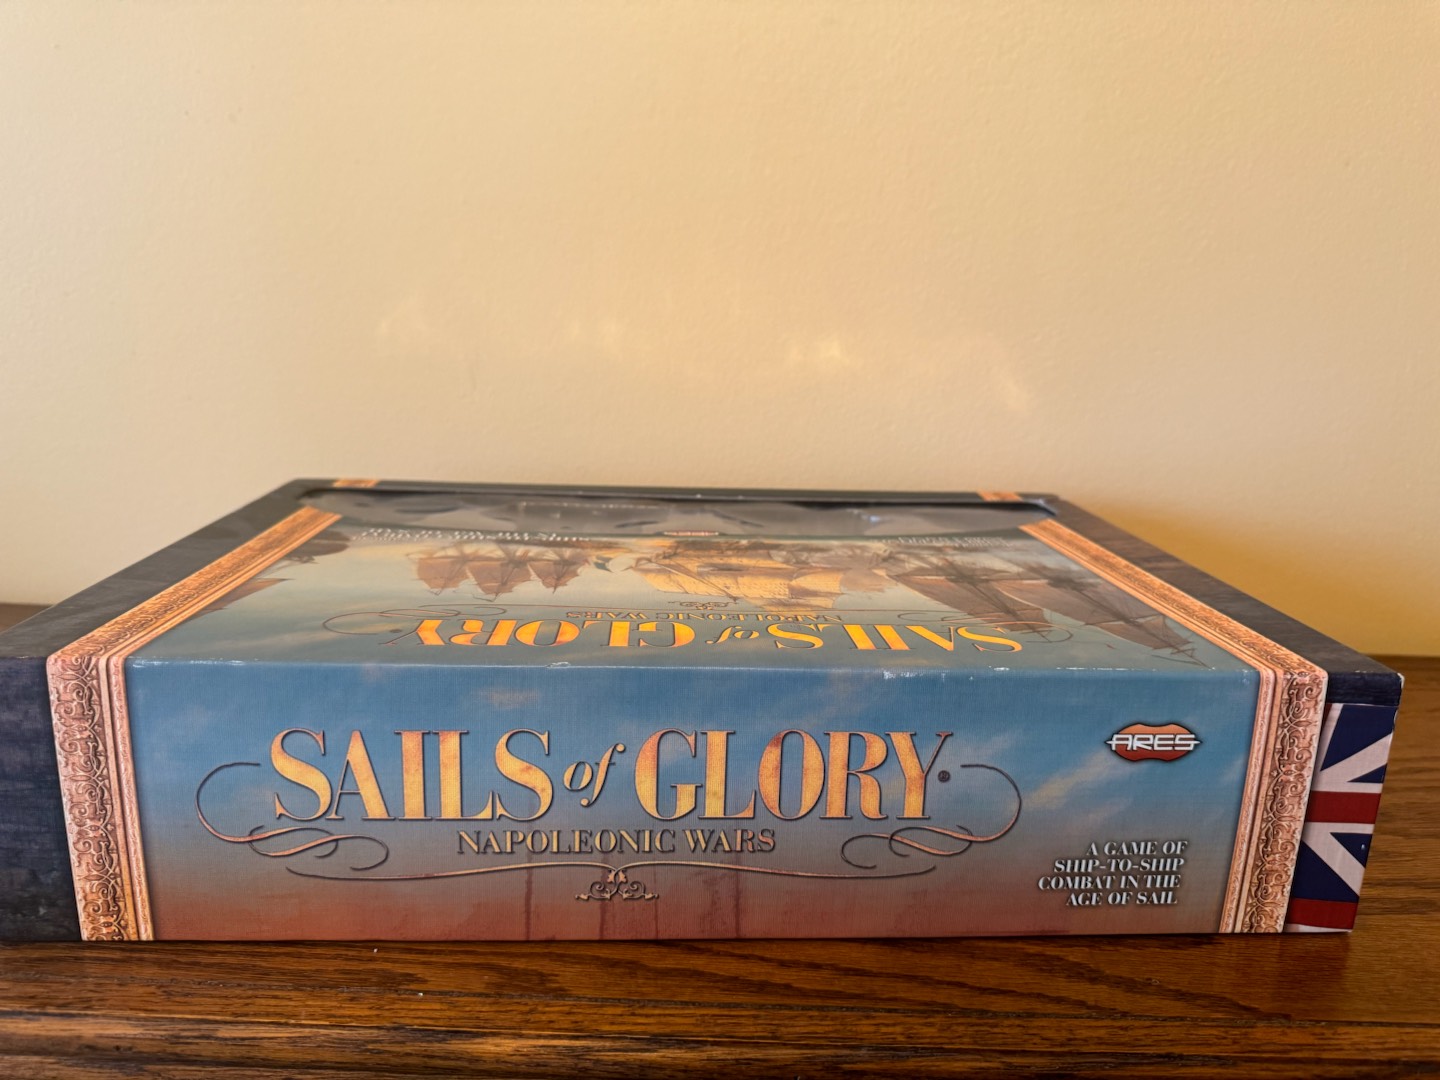 NAPOLEONIC WARS
SAILS of GLORY
SAILS of GLORY®
NAPOLEONIC WARS
ARES
A GAME OF
SHIP-TO-SHIP
COMBAT IN THE
AGE OF SAIL